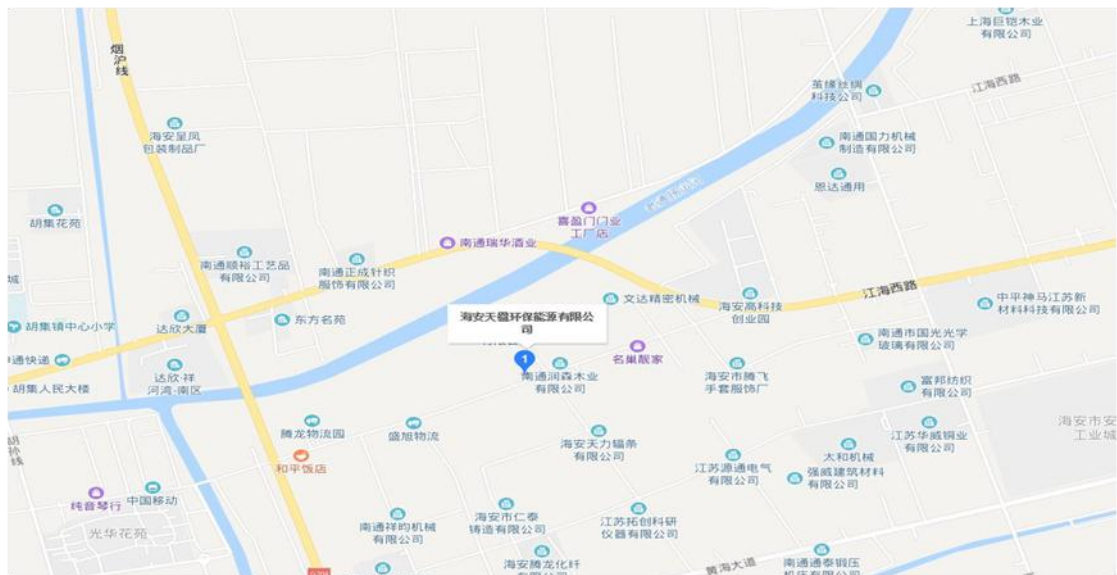 上海巨铠木业
有限公司
烟沪线
茧缘丝绸
科技公司
江海西路
海安呈凤
包装制品厂
南通国力机械
制造有限公司
恩达通用
胡集花苑
喜盈门门业
工厂店
南通瑞华酒业
南通顺裕工艺品
有限公司
南通正成针织
服饰有限公司
城
江海西路
文达精密机械
海安高科技
创业园
中平神马江苏新
材料科技有限公司
胡集镇中心小学
达欣大厦
东方名苑
海安天楹环保能源有限公
司
南通市国光光学
玻璃有限公司
申通快递
名巢靓家
达欣·祥
河湾-南区
1
南通润森木业
有限公司
海安市腾飞
手套服饰厂
胡集人民大楼
富邦纺织
有限公司
海安市安
工业城
腾龙物流园
盛旭物流
海安天力辐条
有限公司
江苏华威铜业
有限公司
胡孙线
和平饭店
太和机械
江苏源通电气
有限公司
强威建筑材料
有限公司
纯音琴行
中国移动
光华花苑
南通祥昀机械
有限公司
海安市仁泰
铸造有限公司
江苏拓创科研
仪器有限公司
黄海大道
海安腾龙化纤
南通通泰锻压